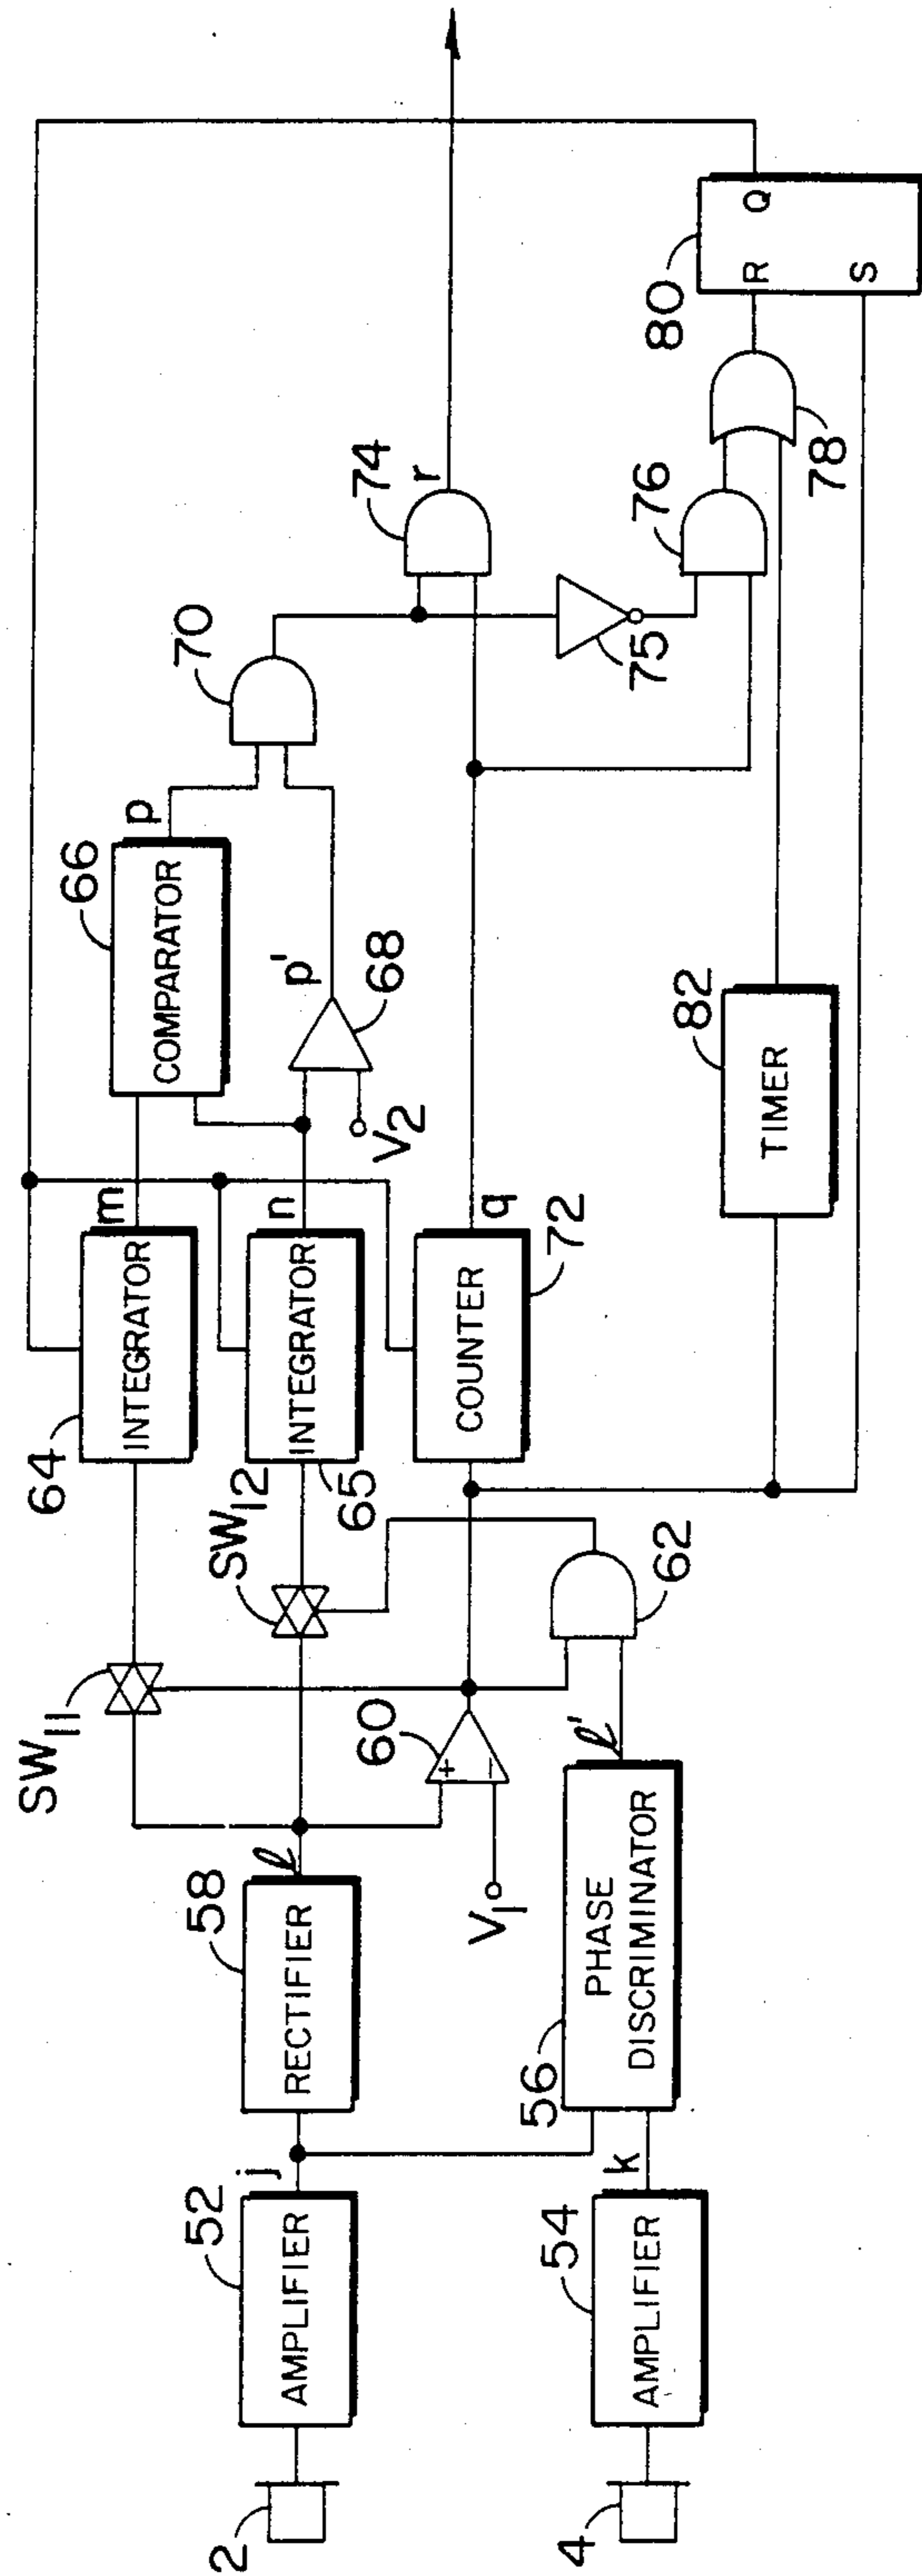 2
52
AMPLIFIER
j
58
RECTIFIER
ℓ
SW11
SW12
64
INTEGRATOR
m
65
INTEGRATOR
n
66
COMPARATOR
p
p'
68
V2
70
74
r
4
54
AMPLIFIER
k
56
PHASE
DISCRIMINATOR
ℓ'
V1
60
+
−
62
COUNTER
72
q
75
76
78
82
TIMER
80
R
Q
S